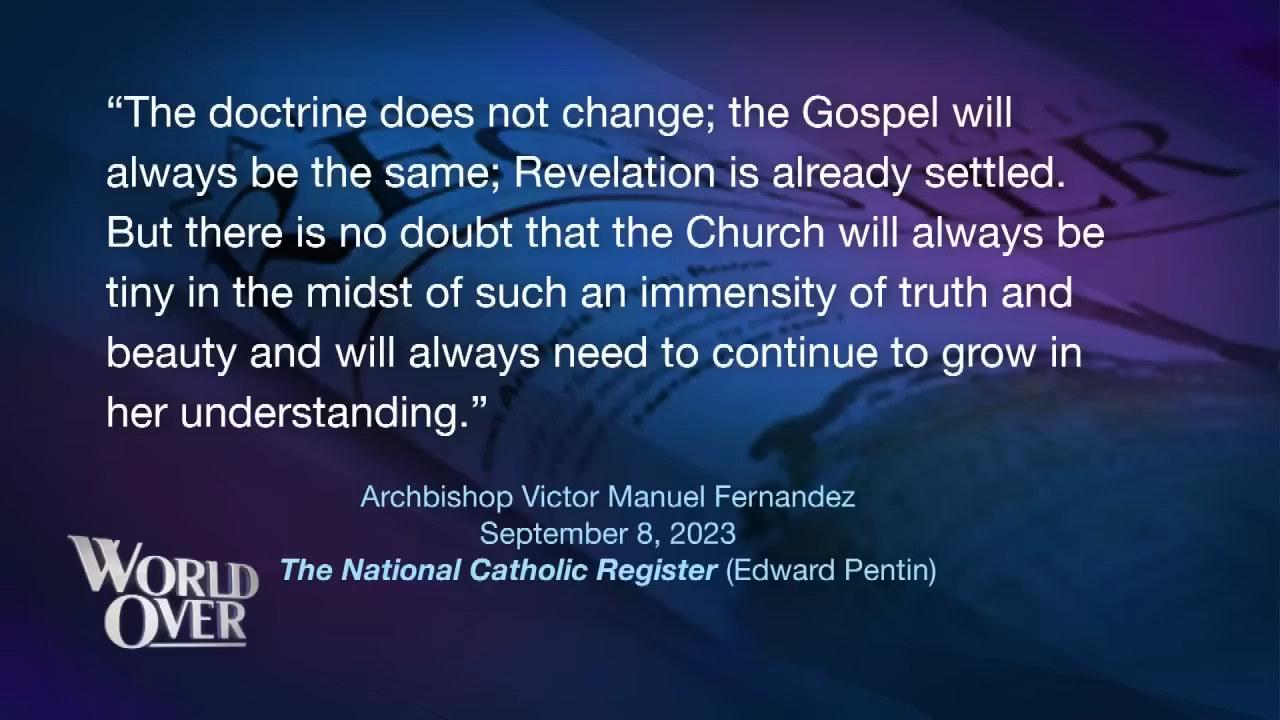 “The doctrine does not change; the Gospel will
always be the same; Revelation is already settled.
But there is no doubt that the Church will always be
tiny in the midst of such an immensity of truth and
beauty and will always need to continue to grow in
her understanding.”
Archbishop Victor Manuel Fernandez
September 8, 2023
The National Catholic Register (Edward Pentin)
WORLD
OVER